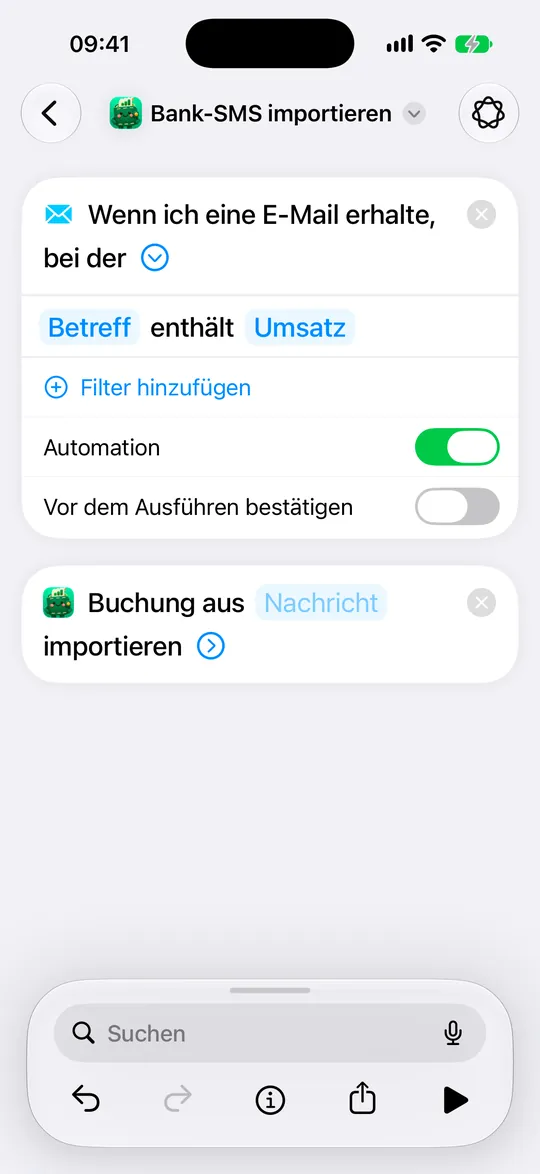 09:41
Bank-SMS importieren
Wenn ich eine E-Mail erhalte,
bei der
Betreff enthält Umsatz
Filter hinzufügen
Automation
Vor dem Ausführen bestätigen
Buchung aus Nachricht
importieren
Suchen